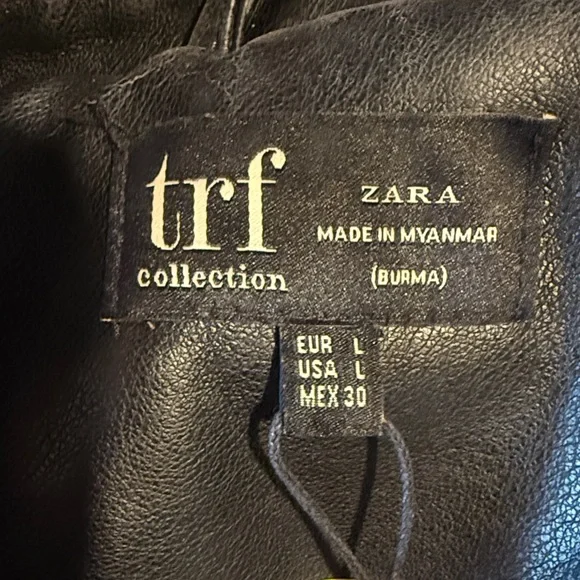 trf
collection
ZARA
MADE IN MYANMAR
(BURMA)
EUR L
USA L
MEX 30